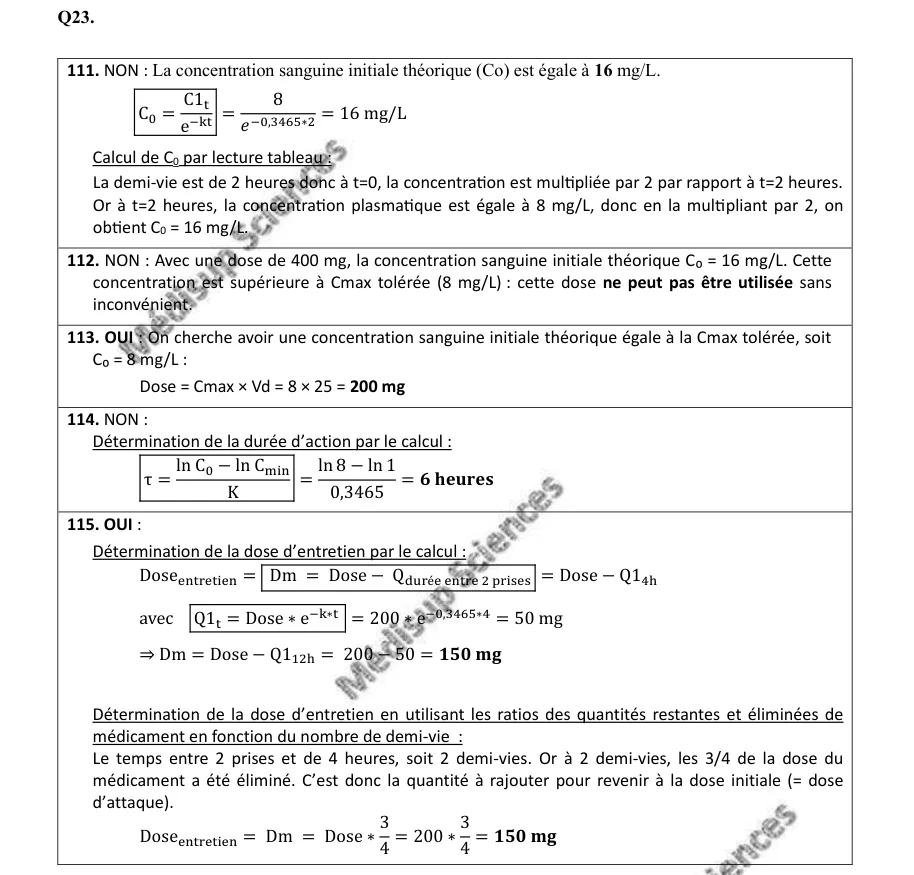 Q23.
111. NON : La concentration sanguine initiale théorique (Co) est égale à 16 mg/L.
C₀ = C1ₜ / e⁻ᵏᵗ = 8 / e^(−0,3465*2) = 16 mg/L
Calcul de C₀ par lecture tableau :
La demi-vie est de 2 heures donc à t=0, la concentration est multipliée par 2 par rapport à t=2 heures.
Or à t=2 heures, la concentration plasmatique est égale à 8 mg/L, donc en la multipliant par 2, on
obtient C₀ = 16 mg/L.
112. NON : Avec une dose de 400 mg, la concentration sanguine initiale théorique C₀ = 16 mg/L. Cette
concentration est supérieure à Cmax tolérée (8 mg/L) : cette dose ne peut pas être utilisée sans
inconvénient.
113. OUI : On cherche avoir une concentration sanguine initiale théorique égale à la Cmax tolérée, soit
C₀ = 8 mg/L :
Dose = Cmax × Vd = 8 × 25 = 200 mg
114. NON :
Détermination de la durée d’action par le calcul :
τ = (ln C₀ − ln Cmin) / K = (ln 8 − ln 1) / 0,3465 = 6 heures
115. OUI :
Détermination de la dose d’entretien par le calcul :
Dose entretien = Dm = Dose − Q durée entre 2 prises = Dose − Q1₄ₕ
avec Q1ₜ = Dose * e^(−k*t) = 200 * e^(−0,3465*4) = 50 mg
⇒ Dm = Dose − Q1₁₂ₕ = 200 − 50 = 150 mg
Détermination de la dose d’entretien en utilisant les ratios des quantités restantes et éliminées de
médicament en fonction du nombre de demi-vie :
Le temps entre 2 prises et de 4 heures, soit 2 demi-vies. Or à 2 demi-vies, les 3/4 de la dose du
médicament a été éliminé. C’est donc la quantité à rajouter pour revenir à la dose initiale (= dose
d’attaque).
Dose entretien = Dm = Dose * 3/4 = 200 * 3/4 = 150 mg
Médisup Sciences
Médisup Sciences